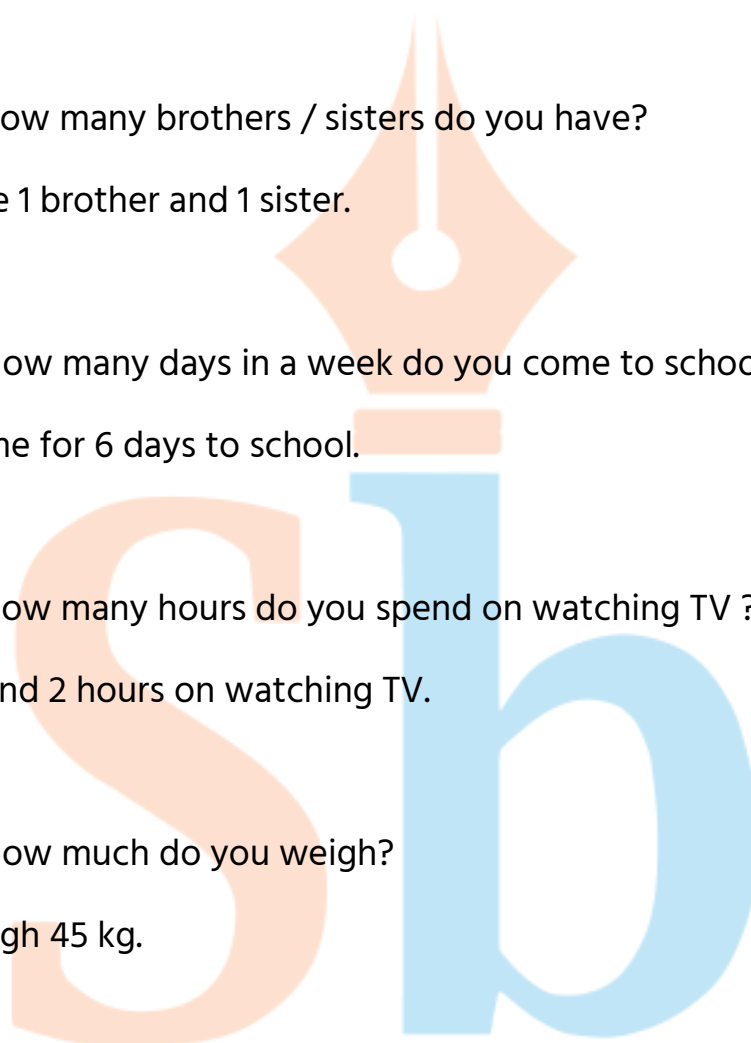 ow many brothers / sisters do you have?
e 1 brother and 1 sister.
ow many days in a week do you come to schoo
me for 6 days to school.
ow many hours do you spend on watching TV ?
nd 2 hours on watching TV.
ow much do you weigh?
gh 45 kg.
sb